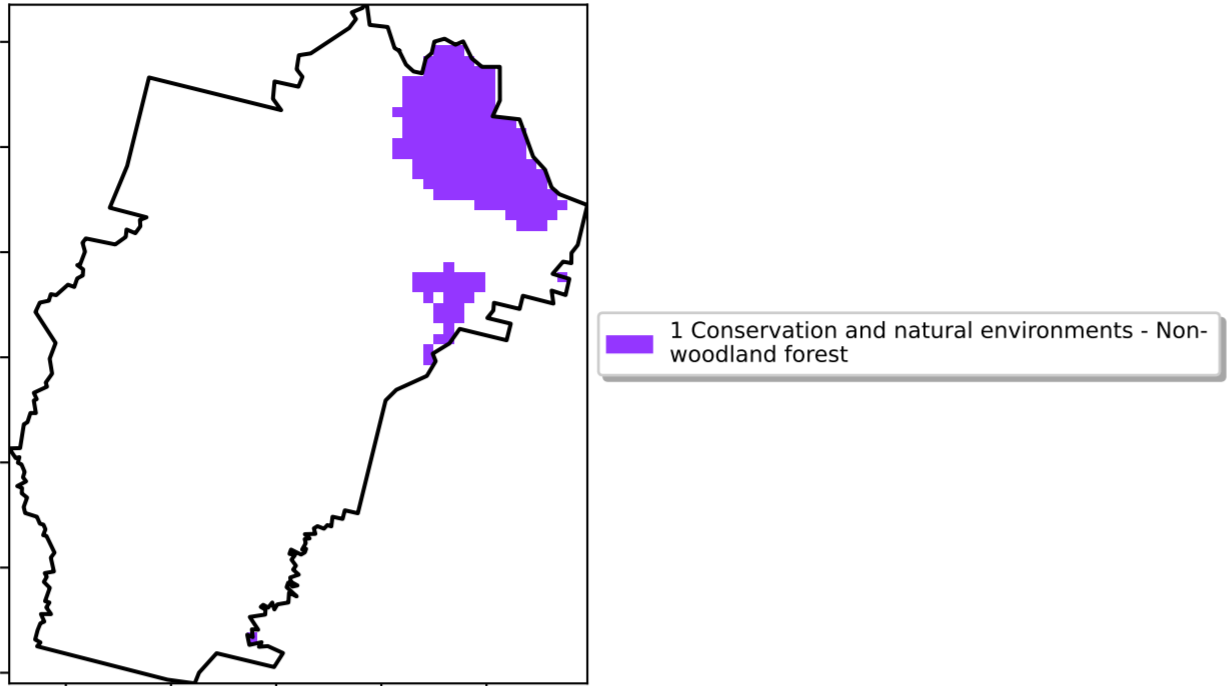 1 Conservation and natural environments - Non-
woodland forest